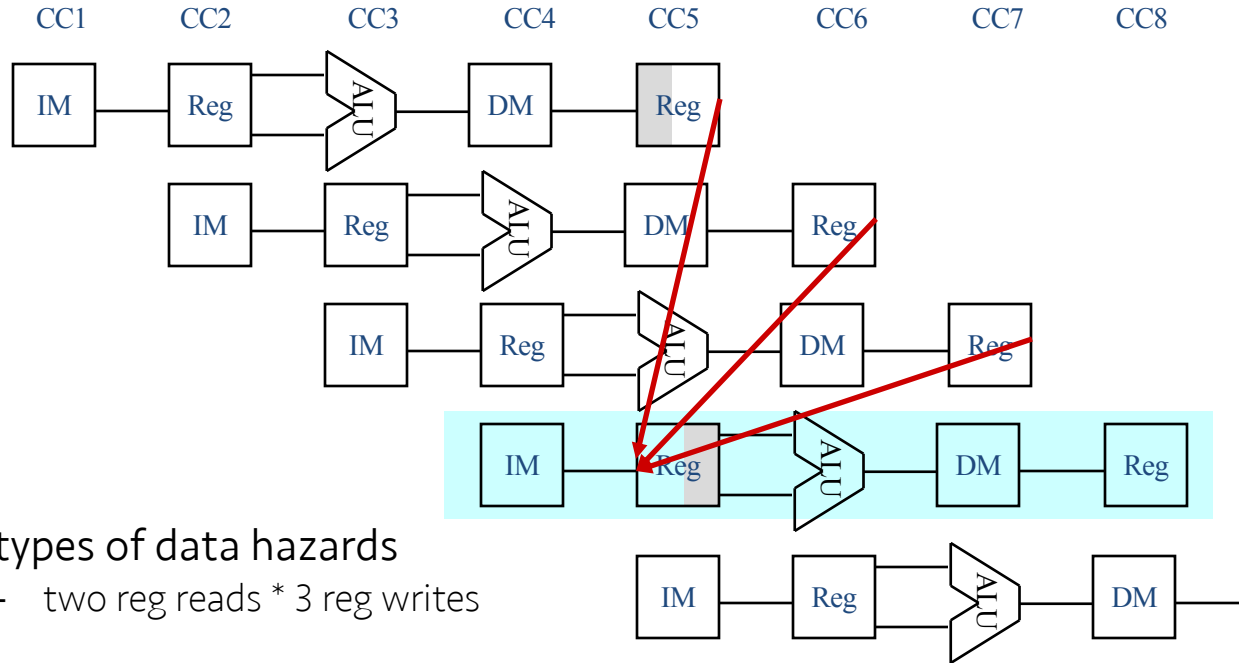 CC1 CC2 CC3 CC4 CC5 CC6 CC7 CC8
IM Reg ALU DM Reg
IM Reg ALU DM Reg
IM Reg ALU DM Reg
IM Reg ALU DM Reg
types of data hazards
- two reg reads * 3 reg writes
IM Reg ALU DM